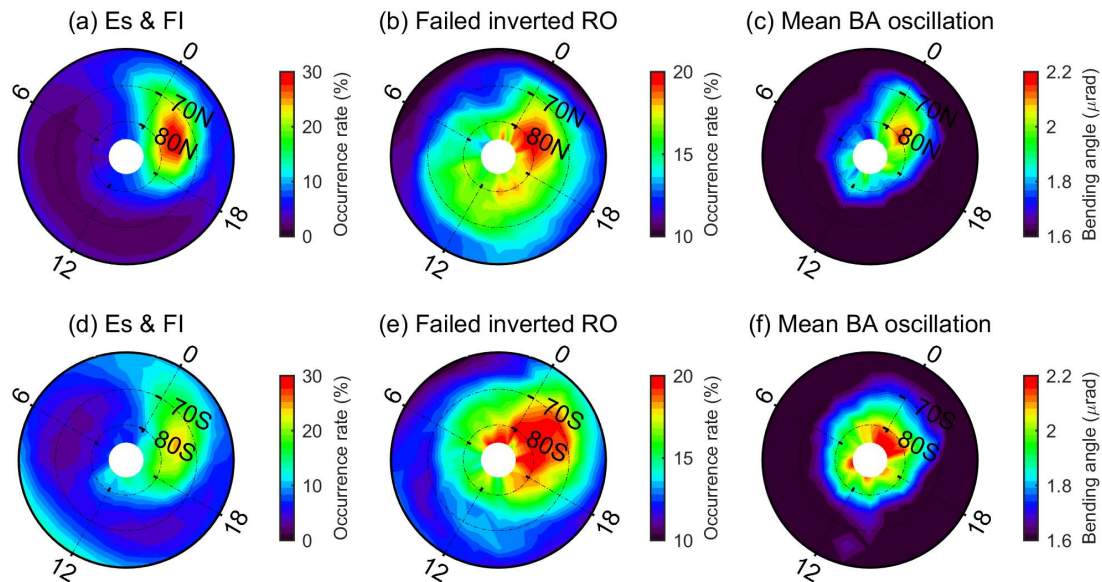 (a) Es & FI
0
6
70N
80N
18
12
30
20
10
0
Occurrence rate (%)
(b) Failed inverted RO
0
6
70N
80N
18
12
20
15
10
Occurrence rate (%)
(c) Mean BA oscillation
0
6
70N
80N
18
12
2.2
2
1.8
1.6
Bending angle (μrad)
(d) Es & FI
0
6
70S
80S
18
12
30
20
10
0
Occurrence rate (%)
(e) Failed inverted RO
0
6
70S
80S
18
12
20
15
10
Occurrence rate (%)
(f) Mean BA oscillation
0
6
70S
80S
18
12
2.2
2
1.8
1.6
Bending angle (μrad)